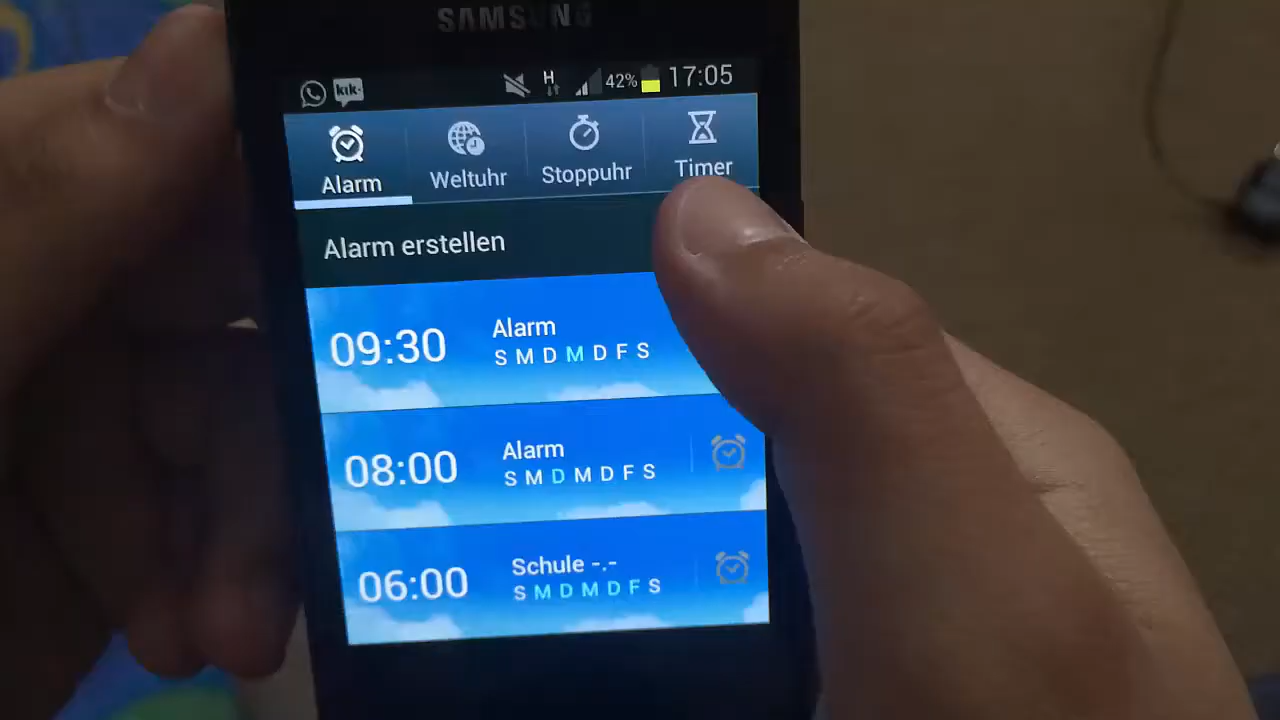 SAMSUNG
kik·
H
42%
17:05
Alarm
Weltuhr
Stoppuhr
Timer
Alarm erstellen
09:30
Alarm
S M D M D F S
08:00
Alarm
S M D M D F S
06:00
Schule -.-
S M D M D F S